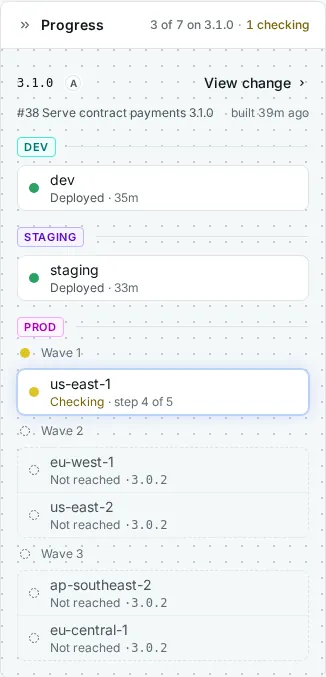 » Progress 3 of 7 on 3.1.0 · 1 checking
3.1.0 A View change ›
#38 Serve contract payments 3.1.0 · built 39m ago
DEV
dev
Deployed · 35m
STAGING
staging
Deployed · 33m
PROD
Wave 1
us-east-1
Checking · step 4 of 5
Wave 2
eu-west-1
Not reached · 3.0.2
us-east-2
Not reached · 3.0.2
Wave 3
ap-southeast-2
Not reached · 3.0.2
eu-central-1
Not reached · 3.0.2